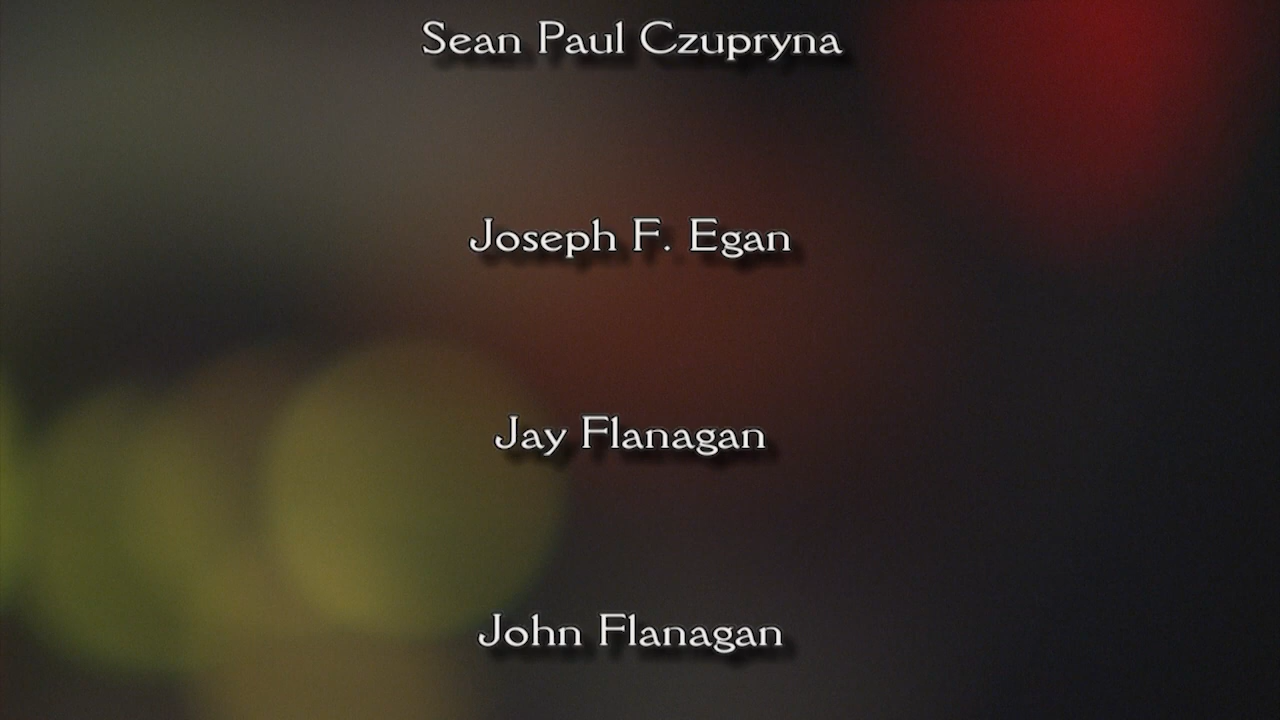 Sean Paul Czupryna
Joseph F. Egan
Jay Flanagan
John Flanagan